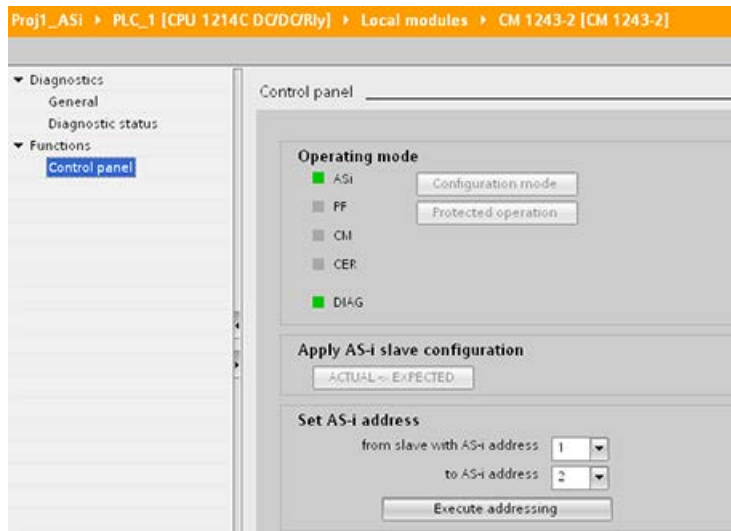 Proj1_ASi ▸ PLC_1 [CPU 1214C DC/DC/Rly] ▸ Local modules ▸ CM 1243-2 [CM 1243-2]
Diagnostics
General
Diagnostic status
Functions
Control panel
Control panel
Operating mode
ASi
Configuration mode
PF
Protected operation
CM
CER
DIAG
Apply AS-i slave configuration
ACTUAL <- EXPECTED
Set AS-i address
from slave with AS-i address 1
to AS-i address 2
Execute addressing